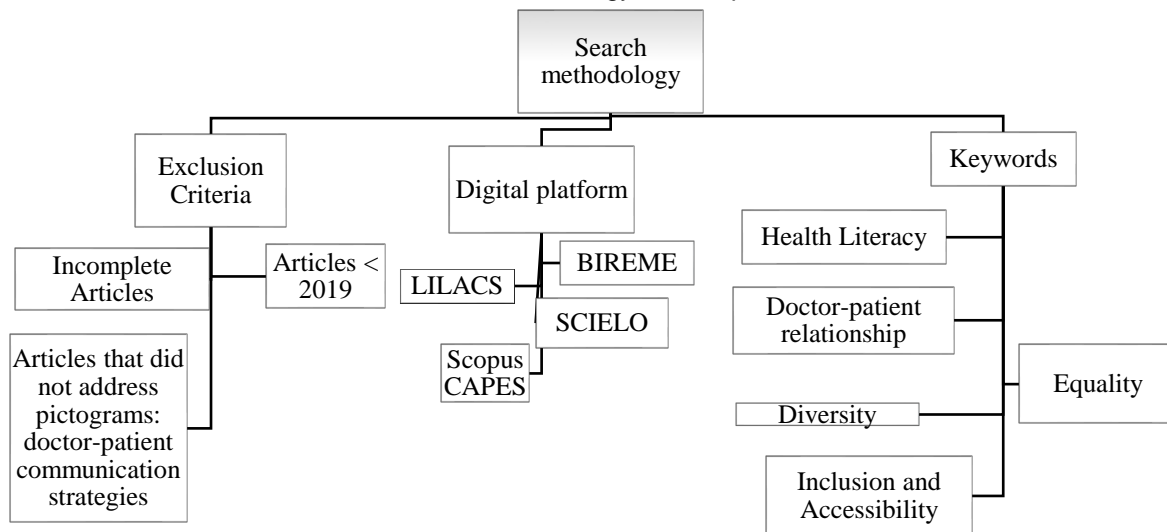 Search
methodology
Exclusion
Criteria
Incomplete
Articles
Articles <
2019
Articles that did
not address
pictograms:
doctor-patient
communication
strategies
Digital platform
BIREME
LILACS
SCIELO
Scopus
CAPES
Keywords
Health Literacy
Doctor-patient
relationship
Equality
Diversity
Inclusion and
Accessibility